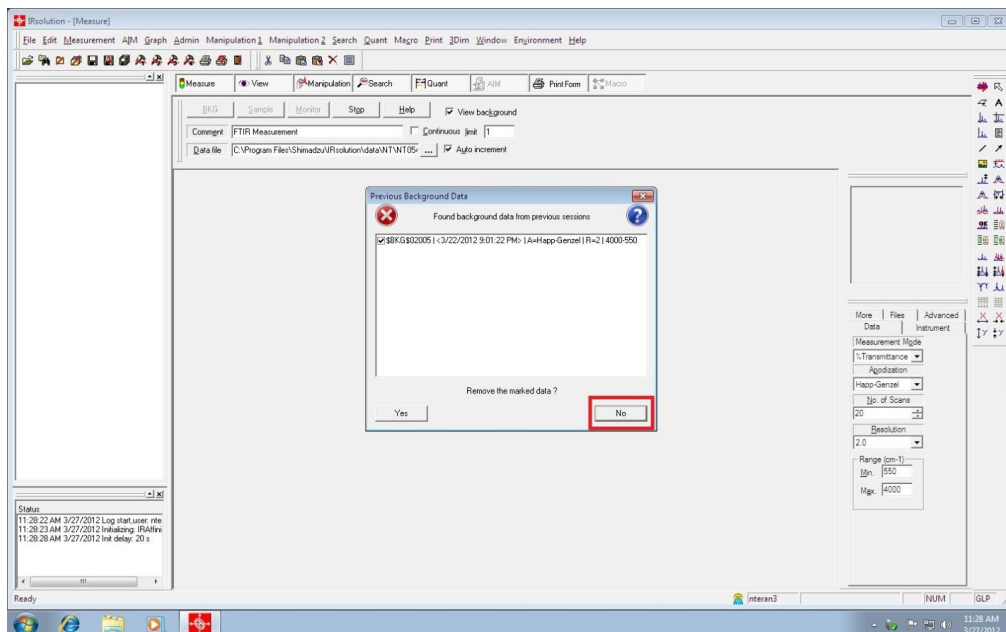 IRsolution - [Measure]
File Edit Measurement AIM Graph Admin Manipulation1 Manipulation2 Search Quant Macro Print 3Dim Window Environment Help
Measure View Manipulation Search Quant AIM Print Form Macro
BKG Sample Monitor Stop Help View background
Comment FTIR Measurement Continuous limit 1
Data file C:\Program Files\Shimadzu\IRsolution\data\NT\NT05 ... Auto increment
Previous Background Data
Found background data from previous sessions
$BKG$02005 | <3/22/2012 9:01:22 PM> | A=Happ-Genzel | R=2 | 4000-550
Remove the marked data ?
Yes No
More Files Advanced
Data Instrument
Measurement Mode
%Transmittance
Apodization
Happ-Genzel
No. of Scans
20
Resolution
2.0
Range (cm-1)
Min. 550
Max. 4000
Status
11:28:22 AM 3/27/2012 Log start,user: nte
11:28:23 AM 3/27/2012 Initializing: IRAffini
11:28:28 AM 3/27/2012 Init delay: 20 s
Ready nteran3 NUM GLP
11:28 AM
3/27/2012